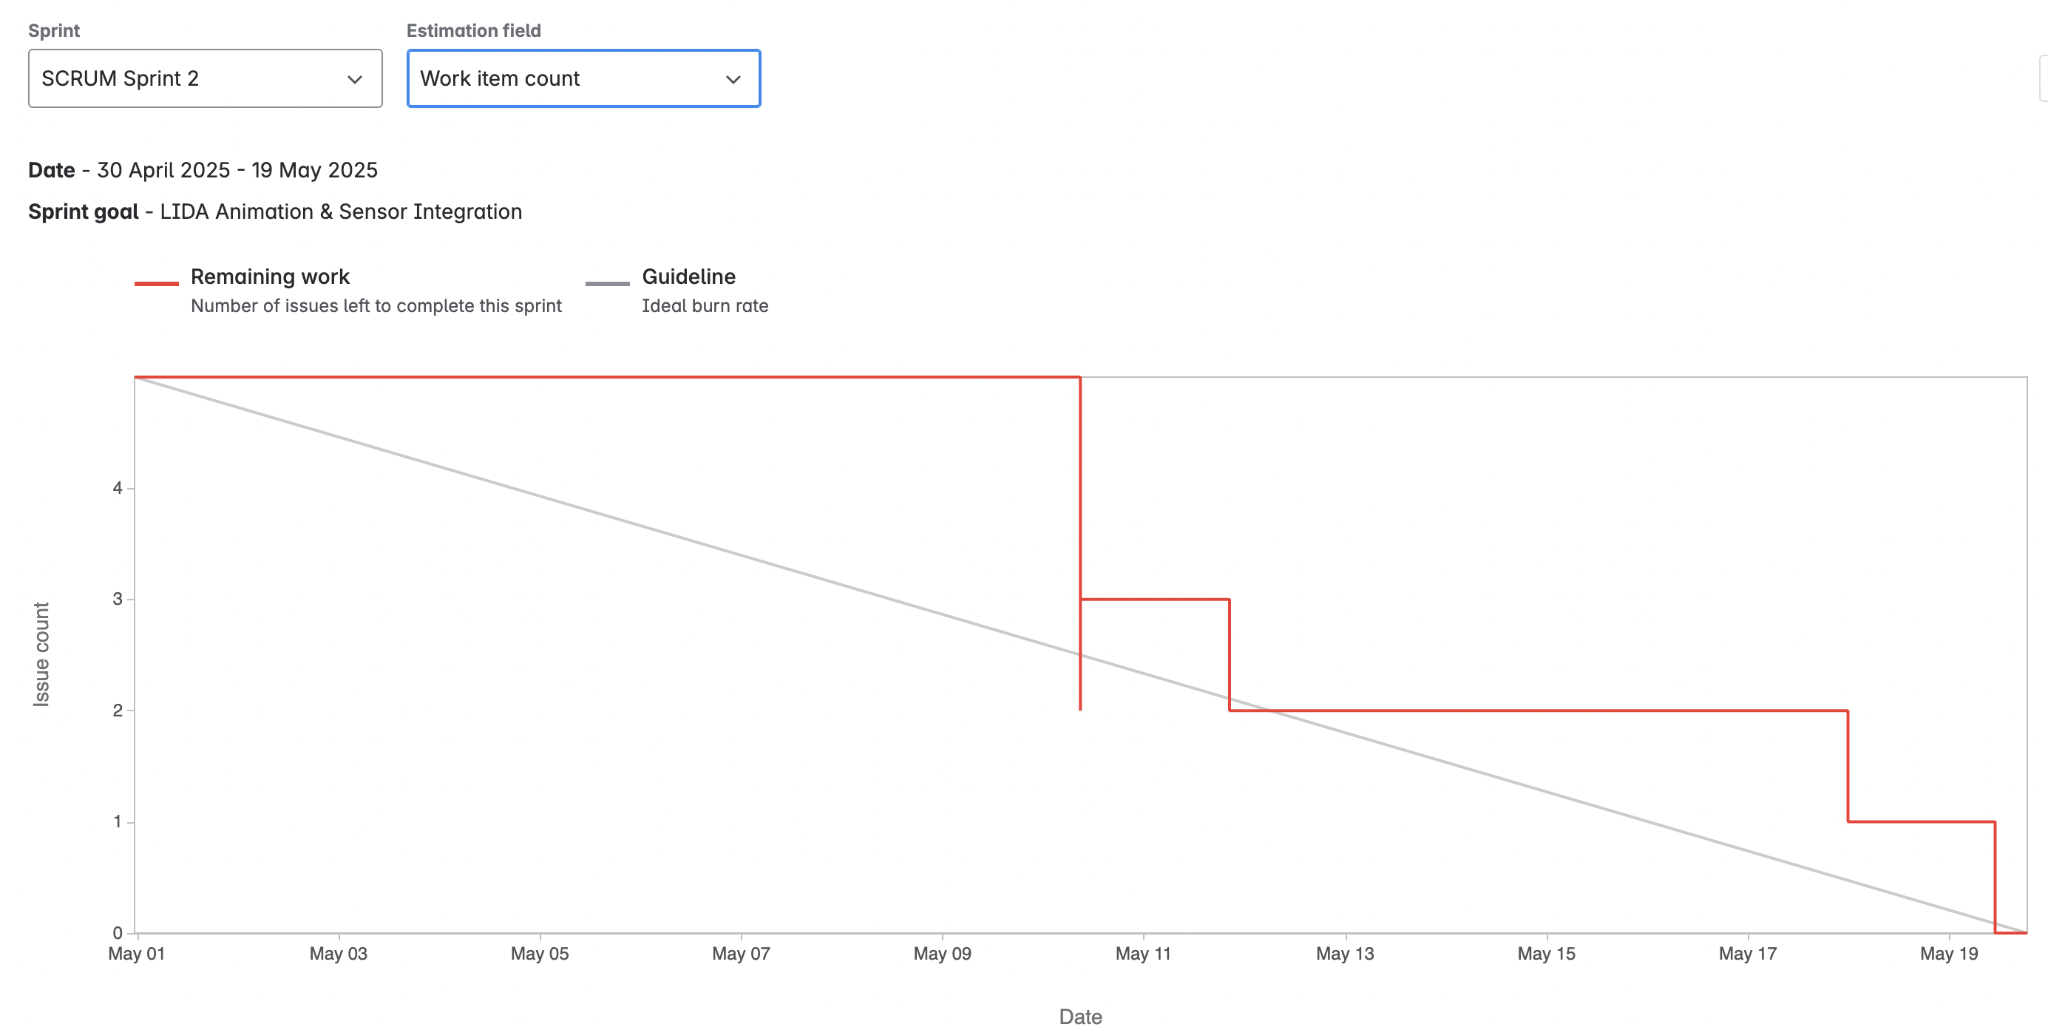 Sprint
Estimation field
SCRUM Sprint 2
Work item count
Date - 30 April 2025 - 19 May 2025
Sprint goal - LIDA Animation & Sensor Integration
Remaining work
Number of issues left to complete this sprint
Guideline
Ideal burn rate
Issue count
4
3
2
1
0
May 01
May 03
May 05
May 07
May 09
May 11
May 13
May 15
May 17
May 19
Date